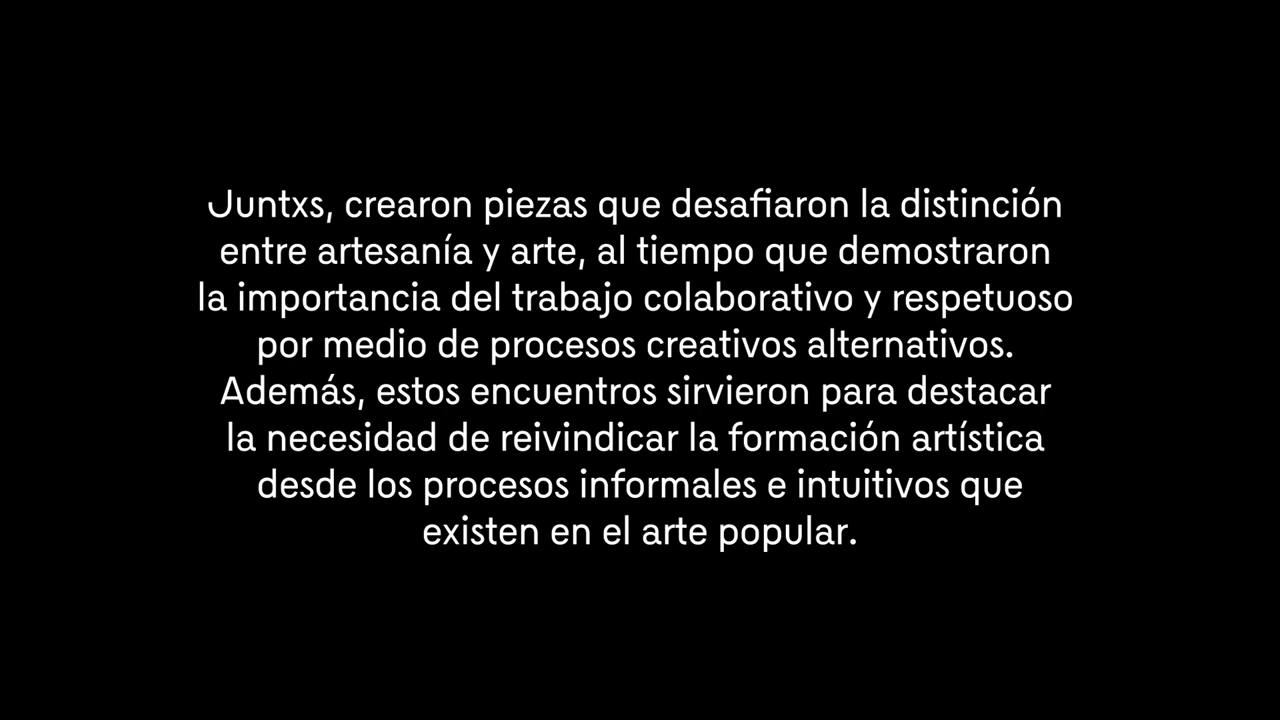 Juntxs, crearon piezas que desafiaron la distinción
entre artesanía y arte, al tiempo que demostraron
la importancia del trabajo colaborativo y respetuoso
por medio de procesos creativos alternativos.
Además, estos encuentros sirvieron para destacar
la necesidad de reivindicar la formación artística
desde los procesos informales e intuitivos que
existen en el arte popular.